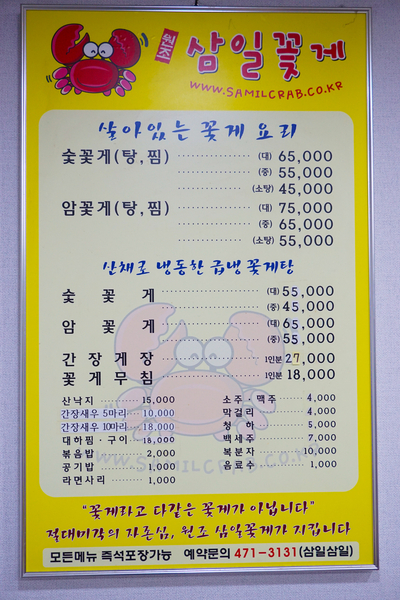 원조 삼일꽃게
WWW.SAMILCRAB.CO.KR
살아있는 꽃게 요리
숫꽃게(탕,찜) (대) 65,000
(중) 55,000
(소탕) 45,000
암꽃게(탕,찜) (대) 75,000
(중) 65,000
(소탕) 55,000
산채로 냉동한 급냉 꽃게탕
숫 꽃 게 (대) 55,000
(중) 45,000
암 꽃 게 (대) 65,000
(중) 55,000
간장게장 1인분 27,000
꽃게무침 1인분 18,000
산낙지 15,000
간장새우 5마리 10,000
간장새우 10마리 18,000
대하찜·구이 18,000
볶음밥 2,000
공기밥 1,000
라면사리 1,000
소주·맥주 4,000
막걸리 4,000
청 하 5,000
백세주 7,000
복분자 10,000
음료수 1,000
WWW.SAMILCRAB.CO.KR
"꽃게라고 다같은 꽃게가 아닙니다"
절대미각의 자존심, 원조 삼일꽃게가 지킵니다
모든메뉴 즉석포장가능 예약문의 471-3131(삼일삼일)